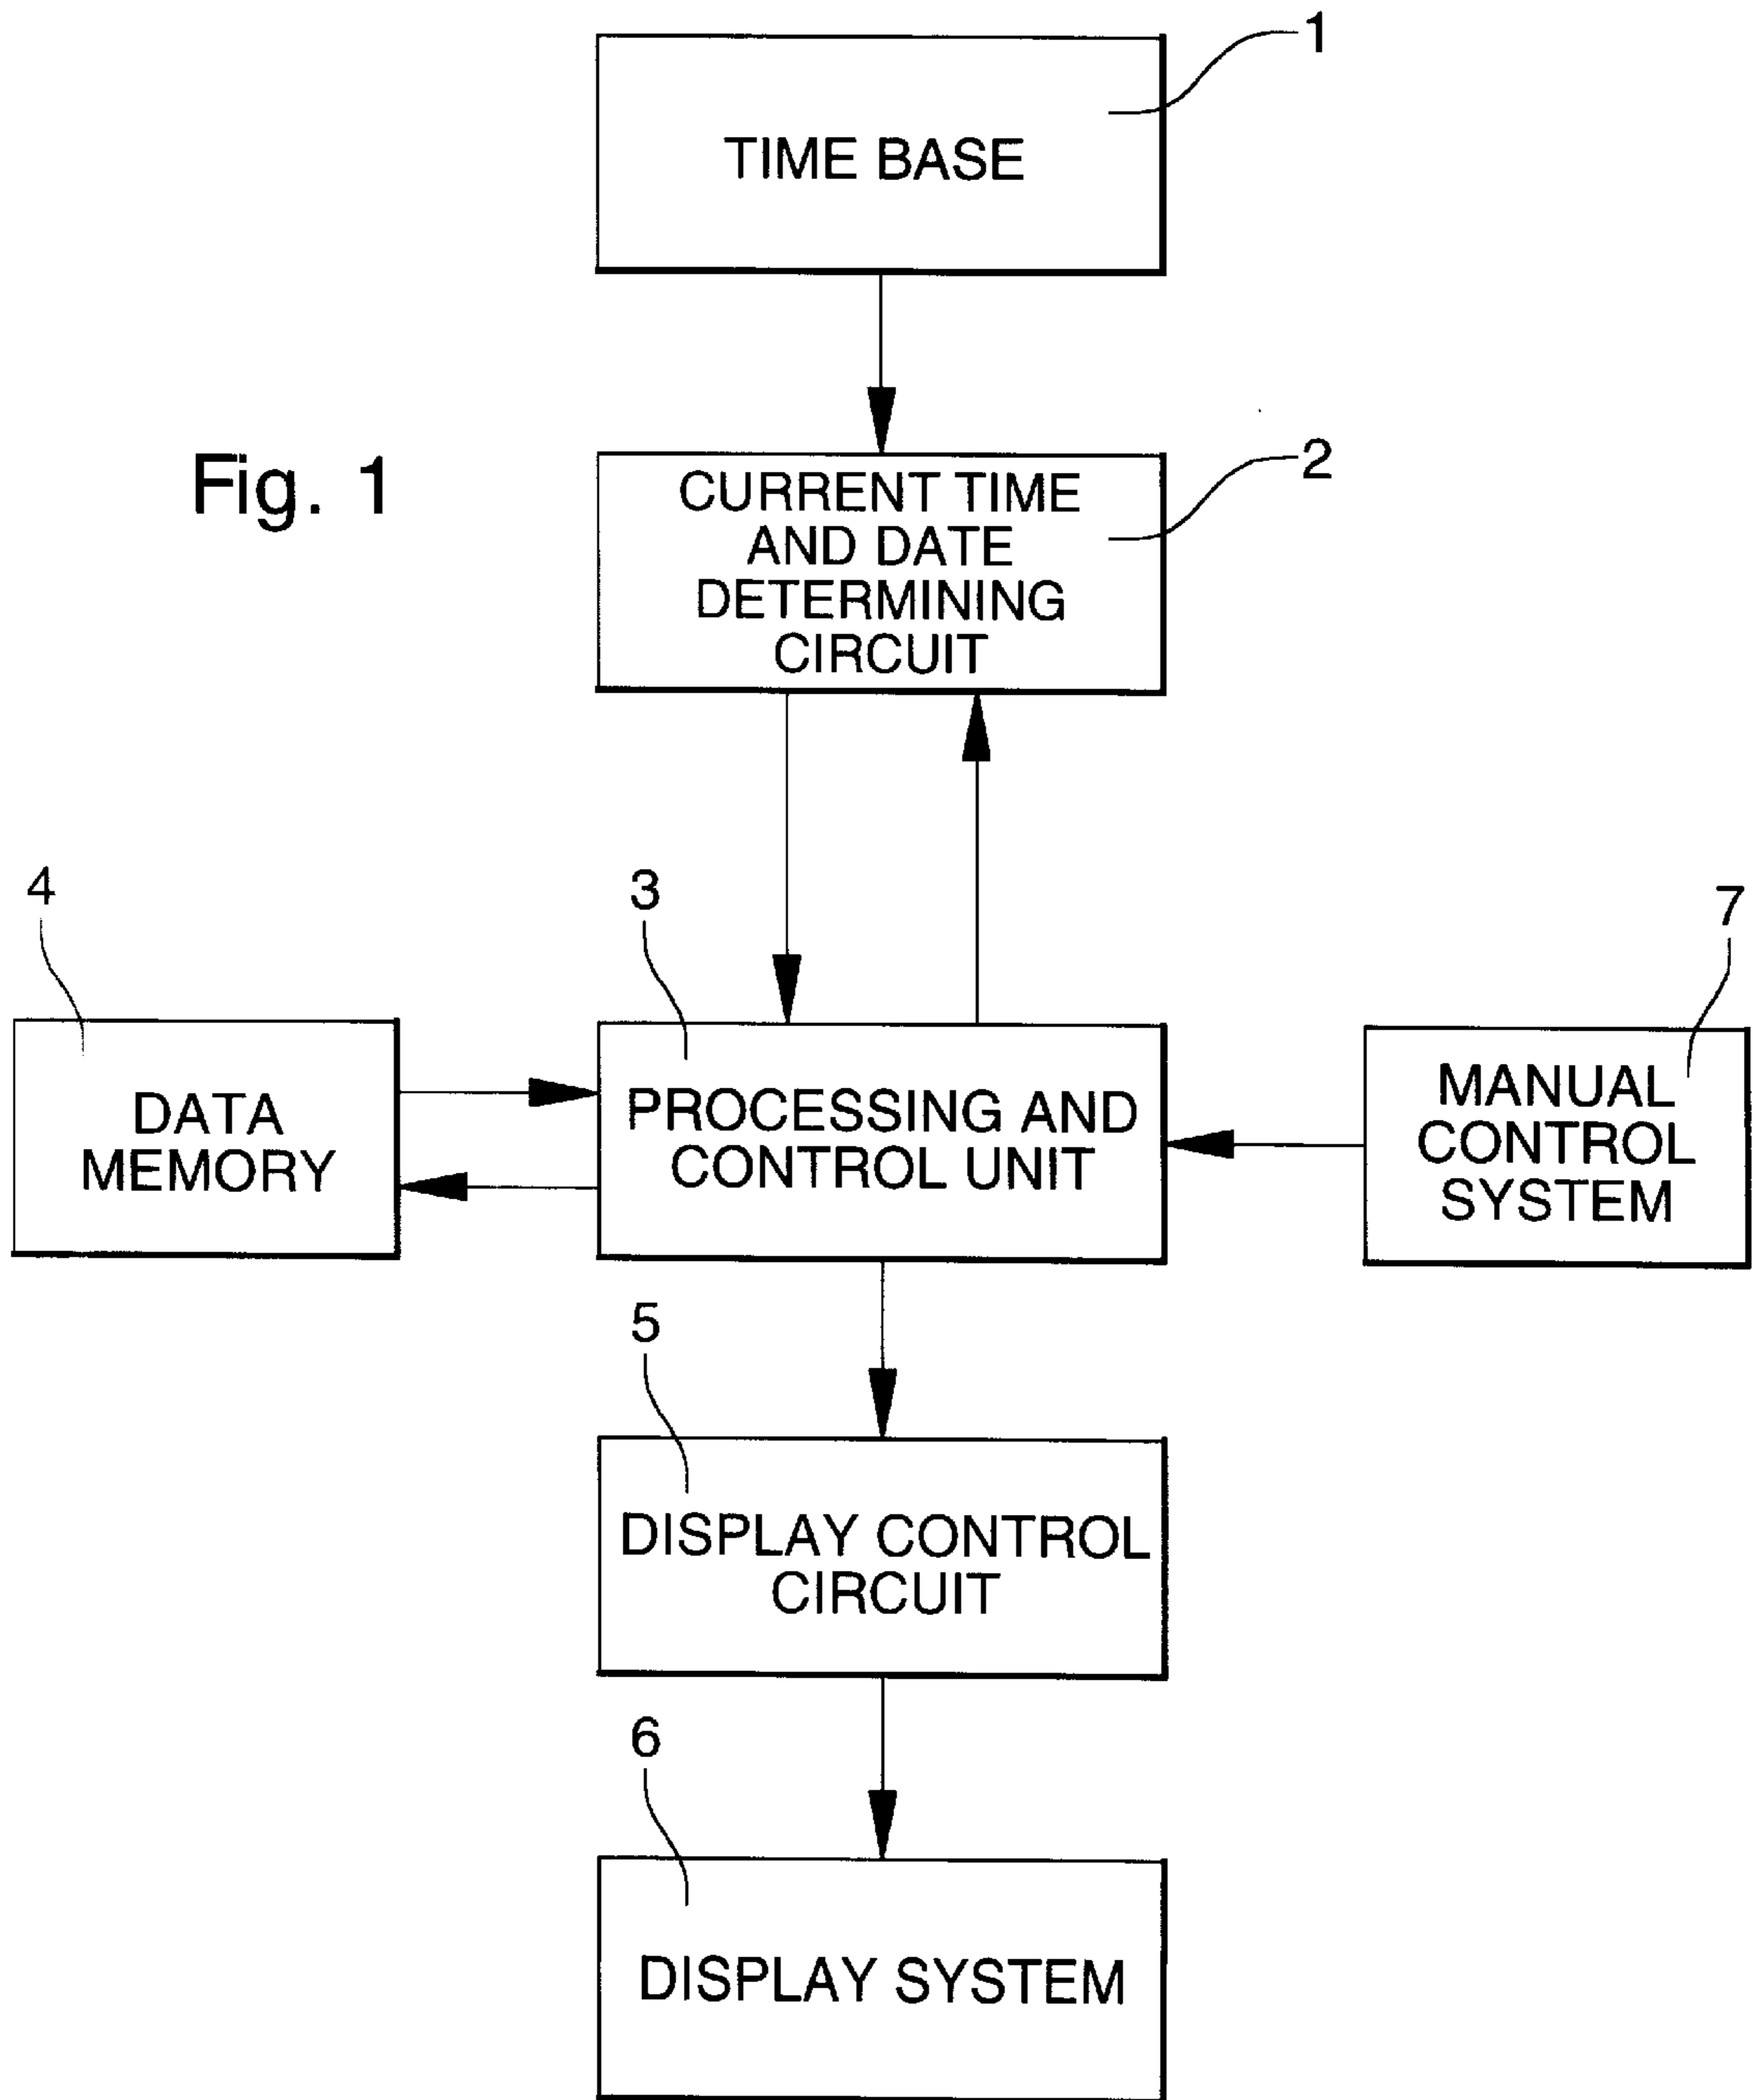 1
TIME BASE
Fig. 1
2
CURRENT TIME
AND DATE
DETERMINING
CIRCUIT
4
3
7
DATA
MEMORY
PROCESSING AND
CONTROL UNIT
MANUAL
CONTROL
SYSTEM
5
DISPLAY CONTROL
CIRCUIT
6
DISPLAY SYSTEM